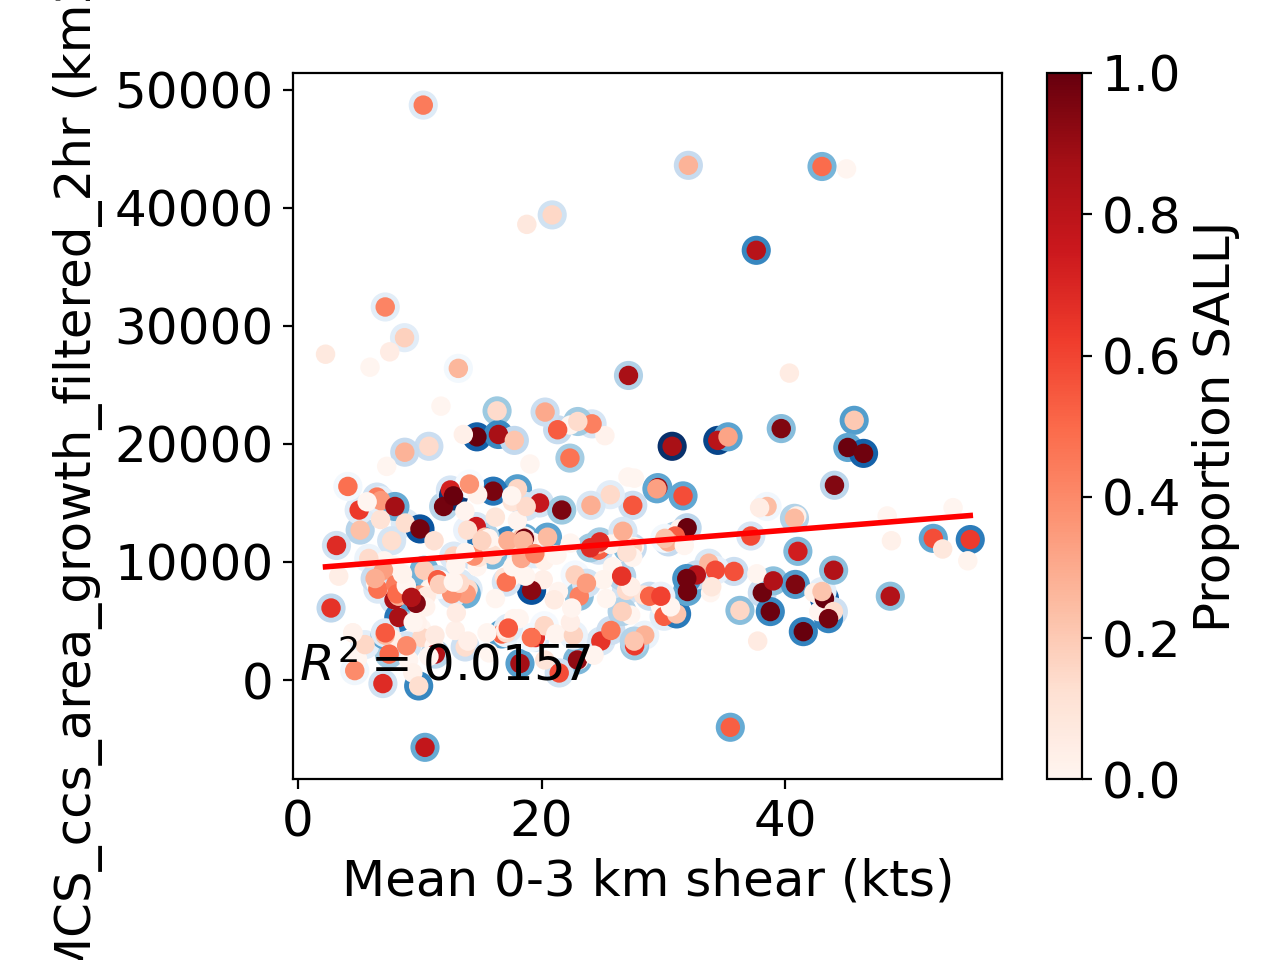 MCS_ccs_area_growth_filtered_2hr (km
50000
40000
30000
20000
10000
0
R² = 0.0157
0 20 40
Mean 0-3 km shear (kts)
1.0
0.8
0.6
0.4
0.2
0.0
Proportion SALLJ